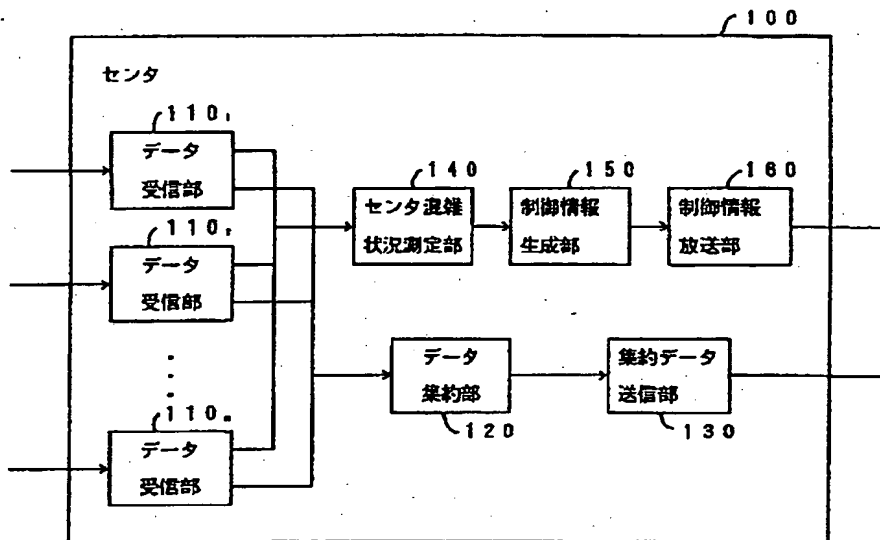 100
センタ
110₁
データ
受信部
110₂
データ
受信部
110ₙ
データ
受信部
140
センタ混雑
状況測定部
150
制御情報
生成部
160
制御情報
放送部
データ
集約部
120
集約データ
送信部
130